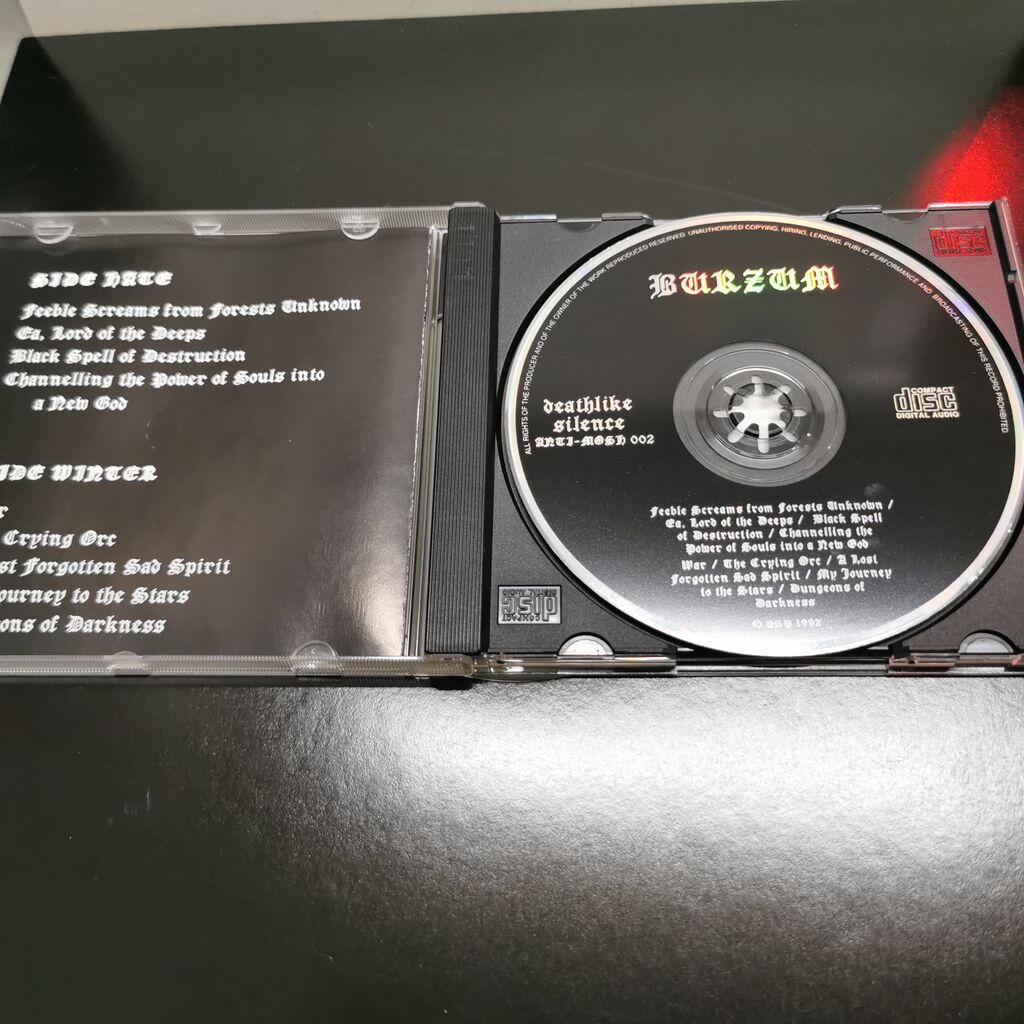 SIDE HATE
Feeble Screams from Forests Unknown
Ea, Lord of the Deeps
Black Spell of Destruction
Channelling the Power of Souls into
a New God
IDE WINTER
r
Crying Orc
st Forgotten Sad Spirit
ourney to the Stars
ons of Darkness
ALL RIGHTS OF THE PRODUCER AND OF THE OWNER OF THE WORK REPRODUCED RESERVED. UNAUTHORISED COPYING, HIRING, LENDING, PUBLIC PERFORMANCE AND BROADCASTING OF THIS RECORD PROHIBITED
BURZUM
deathlike
silence
ANTI-MOSH 002
COMPACT
disc
DIGITAL AUDIO
Feeble Screams from Forests Unknown /
Ea, Lord of the Deeps / Black Spell
of Destruction / Channelling the
Power of Souls into a New God
War / The Crying Orc / A Lost
Forgotten Sad Spirit / My Journey
to the Stars / Dungeons of
Darkness
© DSP 1992
disc
COMPACT
disc
DIGITAL AUDIO